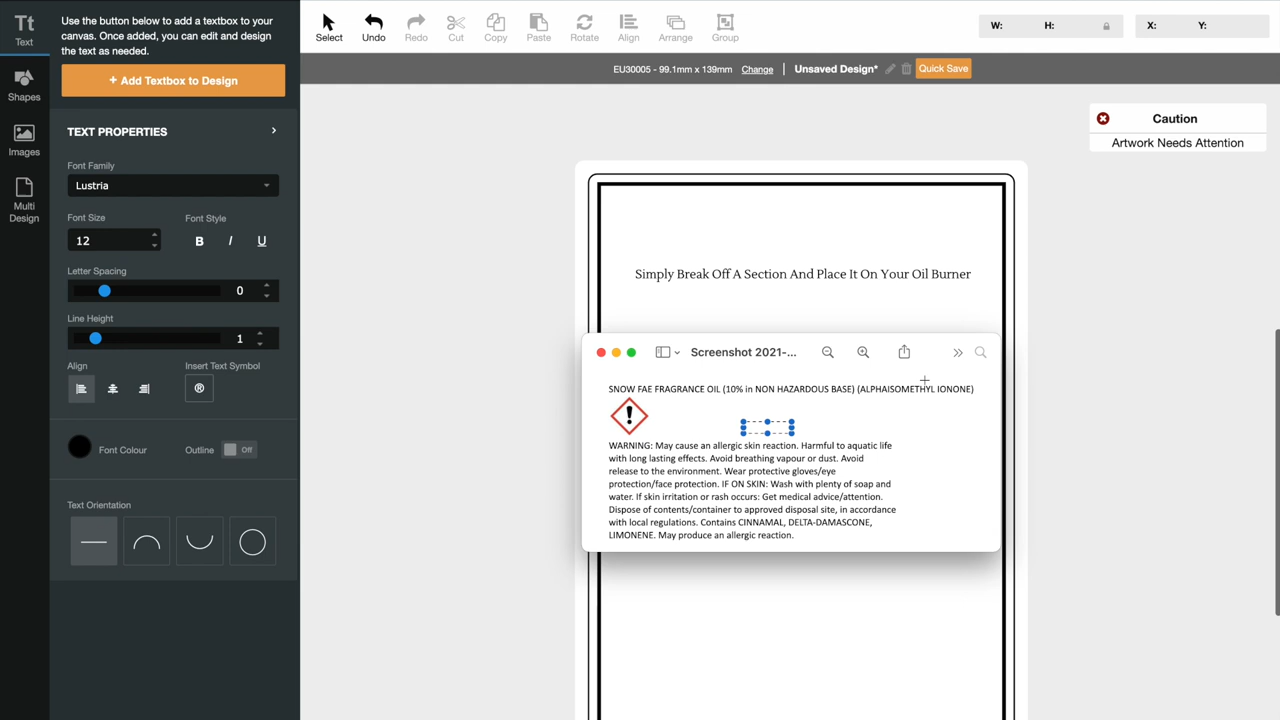 Tt
Text
Shapes
Images
Multi
Design
Use the button below to add a textbox to your
canvas. Once added, you can edit and design
the text as needed.
+ Add Textbox to Design
TEXT PROPERTIES
Font Family
Lustria
Font Size
Font Style
12
B I U
Letter Spacing
0
Line Height
1
Align
Insert Text Symbol
®
Font Colour
Outline
Off
Text Orientation
Select
Undo
Redo
Cut
Copy
Paste
Rotate
Align
Arrange
Group
W:
H:
X:
Y:
EU30005 - 99.1mm x 139mm
Change
Unsaved Design*
Quick Save
Caution
Artwork Needs Attention
Simply Break Off A Section And Place It On Your Oil Burner
Screenshot 2021-...
SNOW FAE FRAGRANCE OIL (10% in NON HAZARDOUS BASE) (ALPHAISOMETHYL IONONE)
WARNING: May cause an allergic skin reaction. Harmful to aquatic life
with long lasting effects. Avoid breathing vapour or dust. Avoid
release to the environment. Wear protective gloves/eye
protection/face protection. IF ON SKIN: Wash with plenty of soap and
water. If skin irritation or rash occurs: Get medical advice/attention.
Dispose of contents/container to approved disposal site, in accordance
with local regulations. Contains CINNAMAL, DELTA-DAMASCONE,
LIMONENE. May produce an allergic reaction.